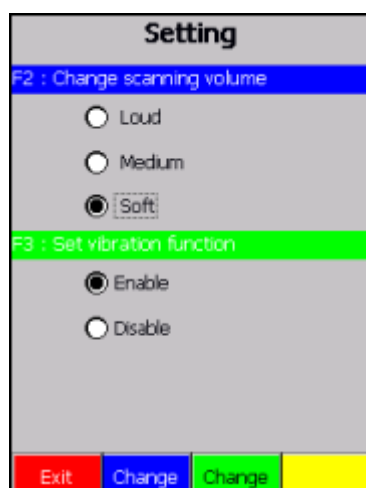 Setting
F2 : Change scanning volume
Loud
Medium
Soft
F3 : Set vibration function
Enable
Disable
Exit Change Change